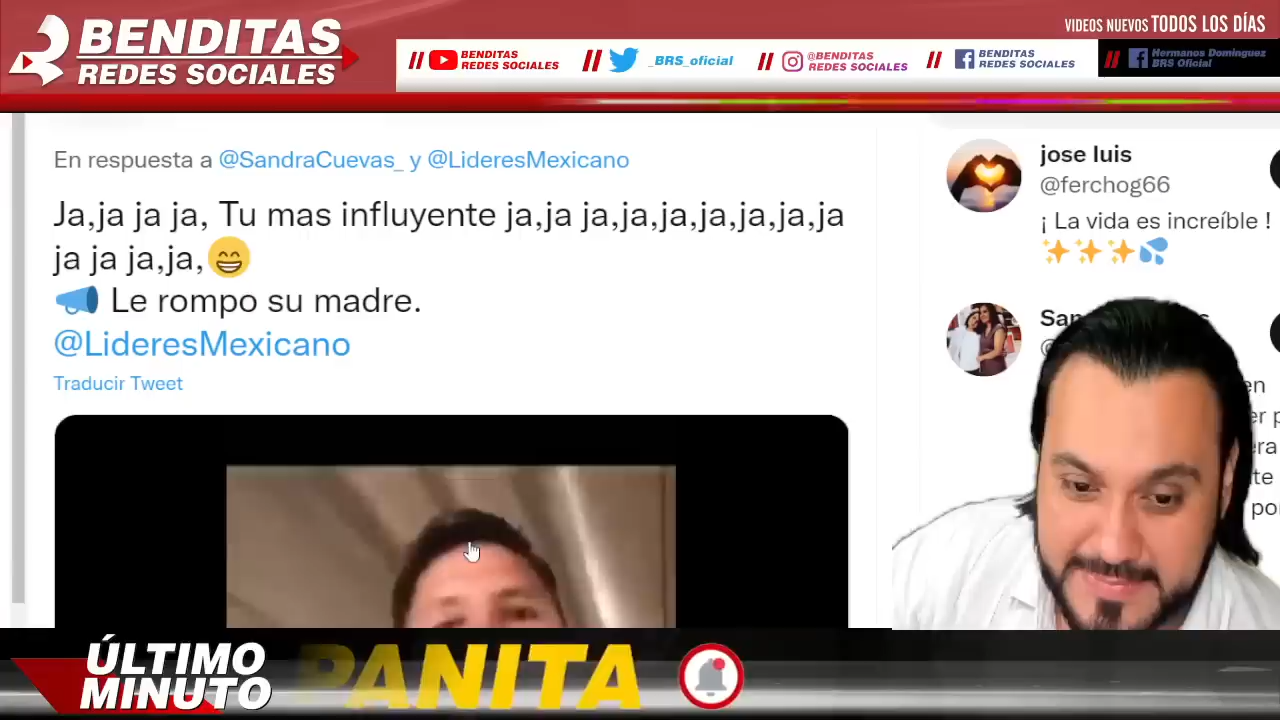 BENDITAS
REDES SOCIALES
VIDEOS NUEVOS TODOS LOS DÍAS
BENDITAS
REDES SOCIALES
_BRS_oficial
@BENDITAS
REDES SOCIALES
BENDITAS
REDES SOCIALES
Hermanos Dominguez
BRS Oficial
En respuesta a @SandraCuevas_ y @LideresMexicano
Ja,ja ja ja, Tu mas influyente ja,ja ja,ja,ja,ja,ja,ja,ja
ja ja ja,ja,😁
📣 Le rompo su madre.
@LideresMexicano
Traducir Tweet
jose luis
@ferchog66
¡ La vida es increíble !
✨✨✨💦
ÚLTIMO
MINUTO
PANITA